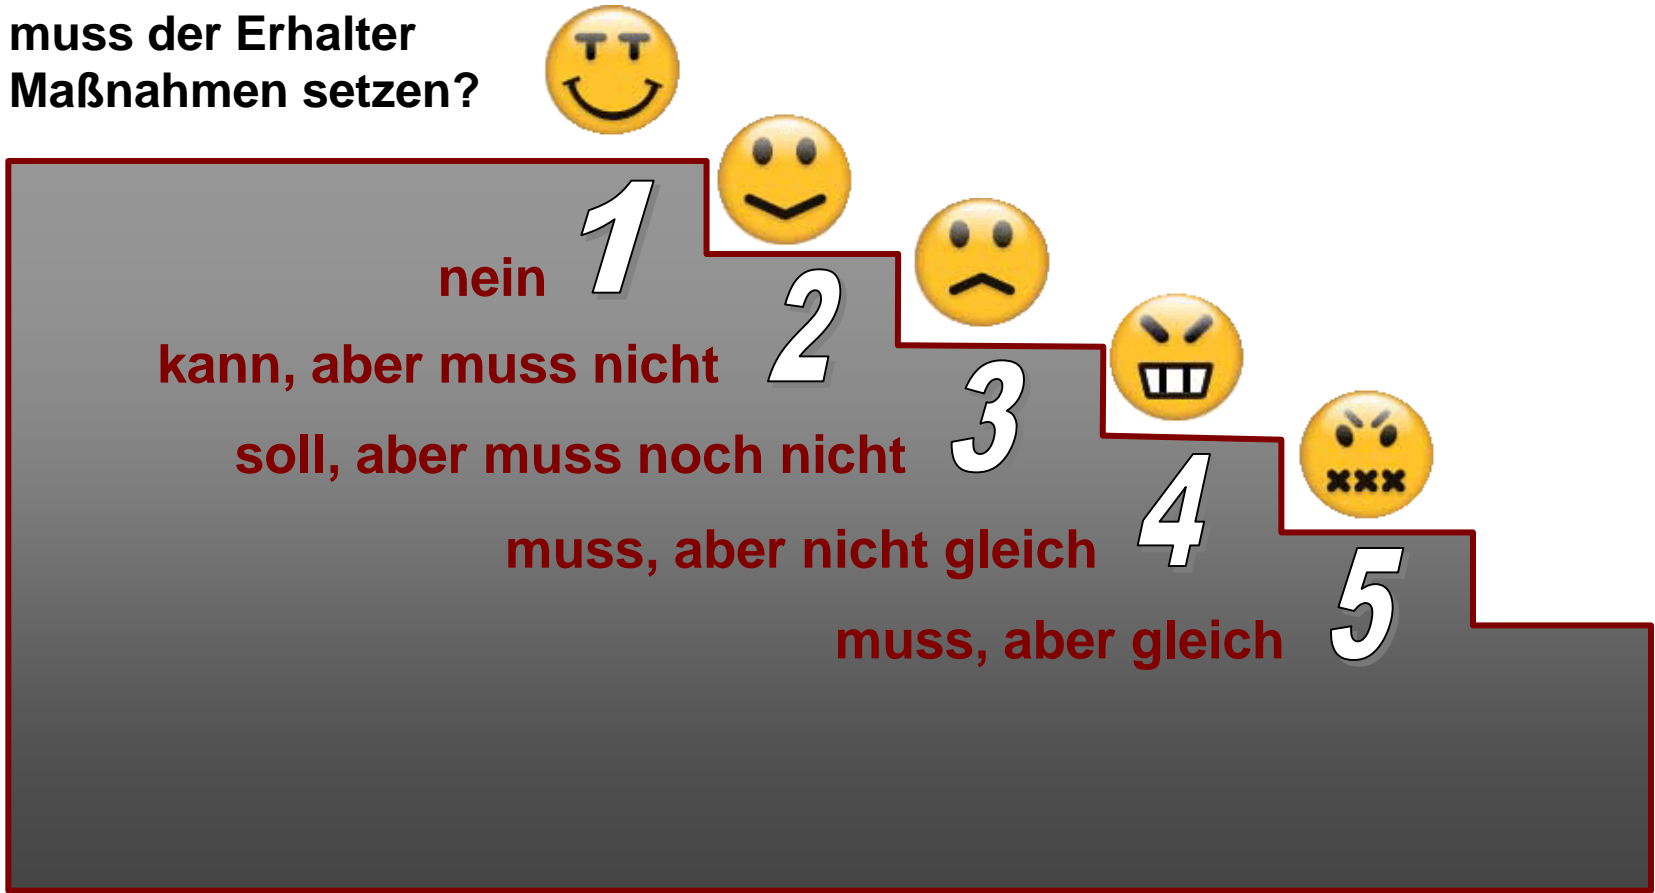 muss der Erhalter
Maßnahmen setzen?
nein 1
kann, aber muss nicht 2
soll, aber muss noch nicht 3
muss, aber nicht gleich 4
muss, aber gleich 5